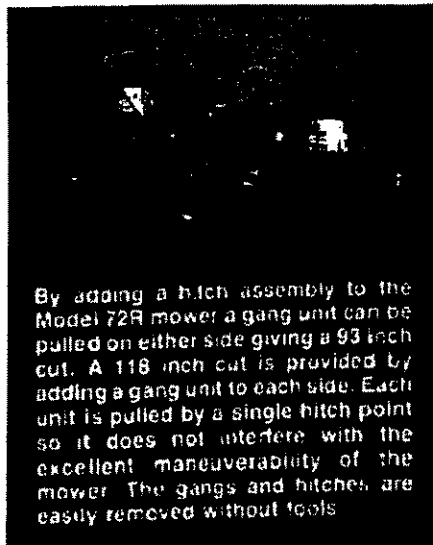 By adding a hitch assembly to the
Model 72R mower a gang unit can be
pulled on either side giving a 93 inch
cut. A 118 inch cut is provided by
adding a gang unit to each side. Each
unit is pulled by a single hitch point
so it does not interfere with the
excellent maneuverability of the
mower. The gangs and hitches are
easily removed without tools